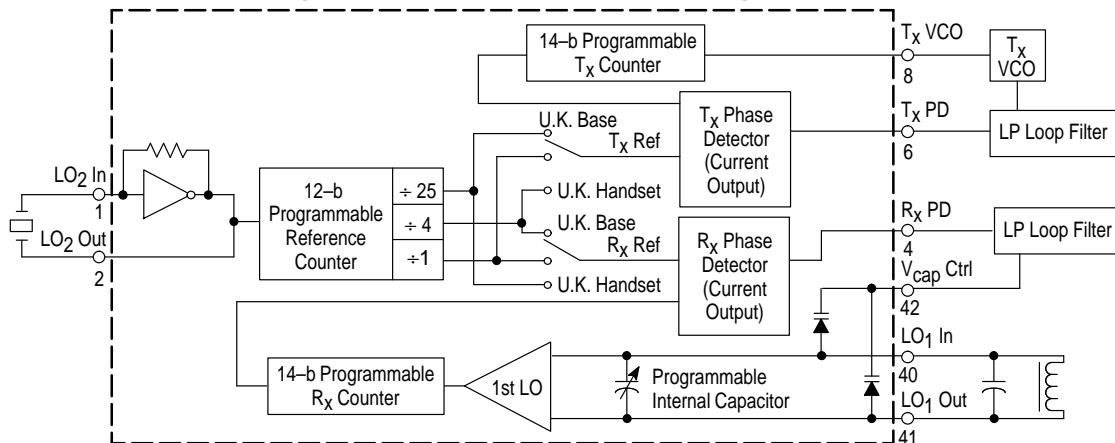 14–b Programmable
Tx Counter
Tx VCO
8
Tx
VCO
U.K. Base
Tx Ref
Tx Phase
Detector
(Current
Output)
Tx PD
6
LP Loop Filter
LO2 In
1
LO2 Out
2
12–b
Programmable
Reference
Counter
÷ 25
÷ 4
÷1
U.K. Handset
U.K. Base
Rx Ref
U.K. Handset
Rx Phase
Detector
(Current
Output)
Rx PD
4
LP Loop Filter
Vcap Ctrl
42
LO1 In
40
14–b Programmable
Rx Counter
1st LO
Programmable
Internal Capacitor
LO1 Out
41